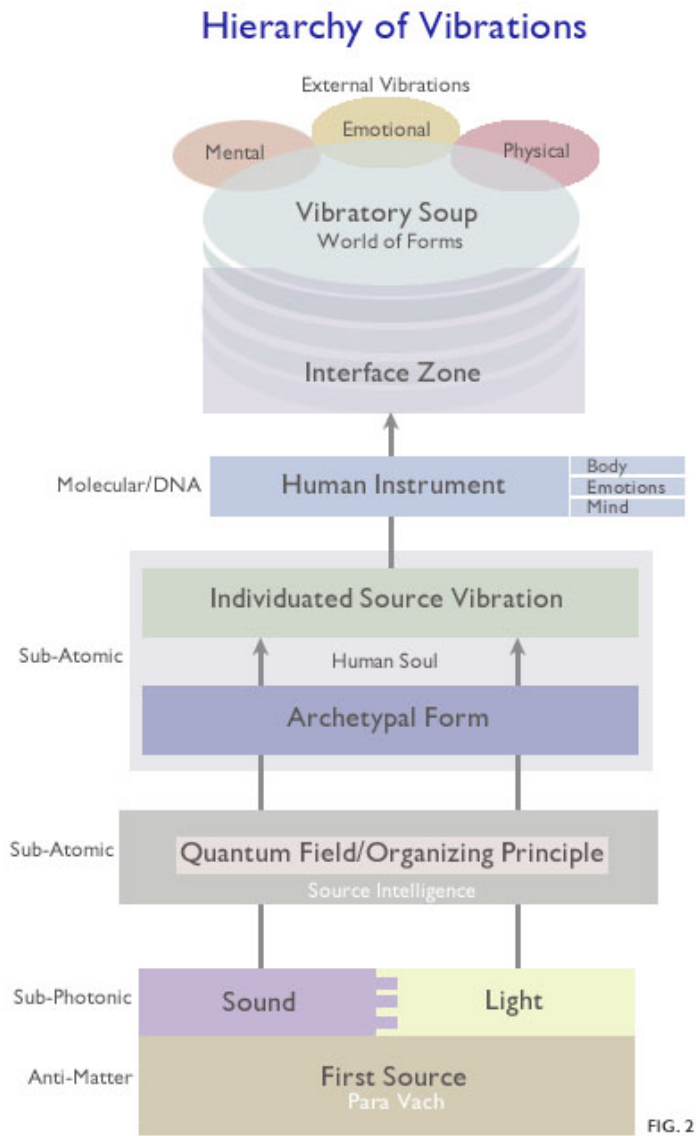 Hierarchy of Vibrations
External Vibrations
Emotional
Mental
Physical
Vibratory Soup
World of Forms
Interface Zone
Molecular/DNA
Human Instrument
Body
Emotions
Mind
Individuated Source Vibration
Sub-Atomic
Human Soul
Archetypal Form
Sub-Atomic
Quantum Field/Organizing Principle
Source Intelligence
Sub-Photonic
Sound
Light
Anti-Matter
First Source
Para Vach
FIG. 2